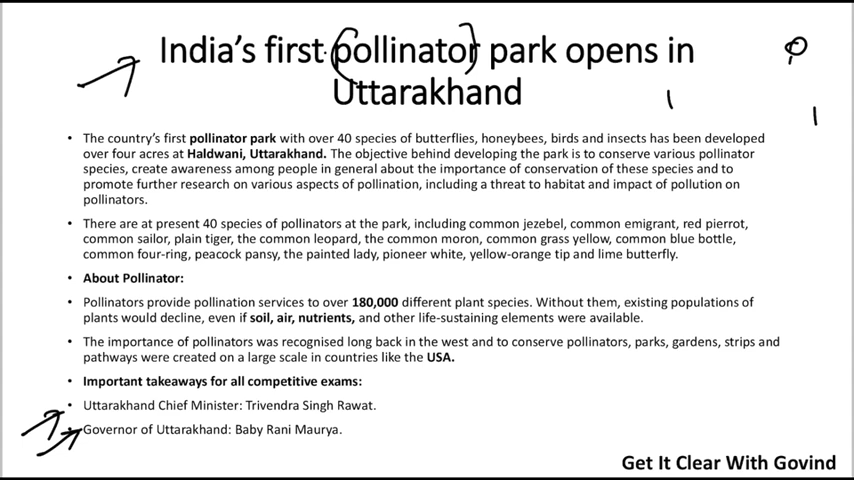 India's first pollinator park opens in
Uttarakhand
• The country's first pollinator park with over 40 species of butterflies, honeybees, birds and insects has been developed
over four acres at Haldwani, Uttarakhand. The objective behind developing the park is to conserve various pollinator
species, create awareness among people in general about the importance of conservation of these species and to
promote further research on various aspects of pollination, including a threat to habitat and impact of pollution on
pollinators.
• There are at present 40 species of pollinators at the park, including common jezebel, common emigrant, red pierrot,
common sailor, plain tiger, the common leopard, the common moron, common grass yellow, common blue bottle,
common four-ring, peacock pansy, the painted lady, pioneer white, yellow-orange tip and lime butterfly.
• About Pollinator:
• Pollinators provide pollination services to over 180,000 different plant species. Without them, existing populations of
plants would decline, even if soil, air, nutrients, and other life-sustaining elements were available.
• The importance of pollinators was recognised long back in the west and to conserve pollinators, parks, gardens, strips and
pathways were created on a large scale in countries like the USA.
• Important takeaways for all competitive exams:
• Uttarakhand Chief Minister: Trivendra Singh Rawat.
• Governor of Uttarakhand: Baby Rani Maurya.
Get It Clear With Govind